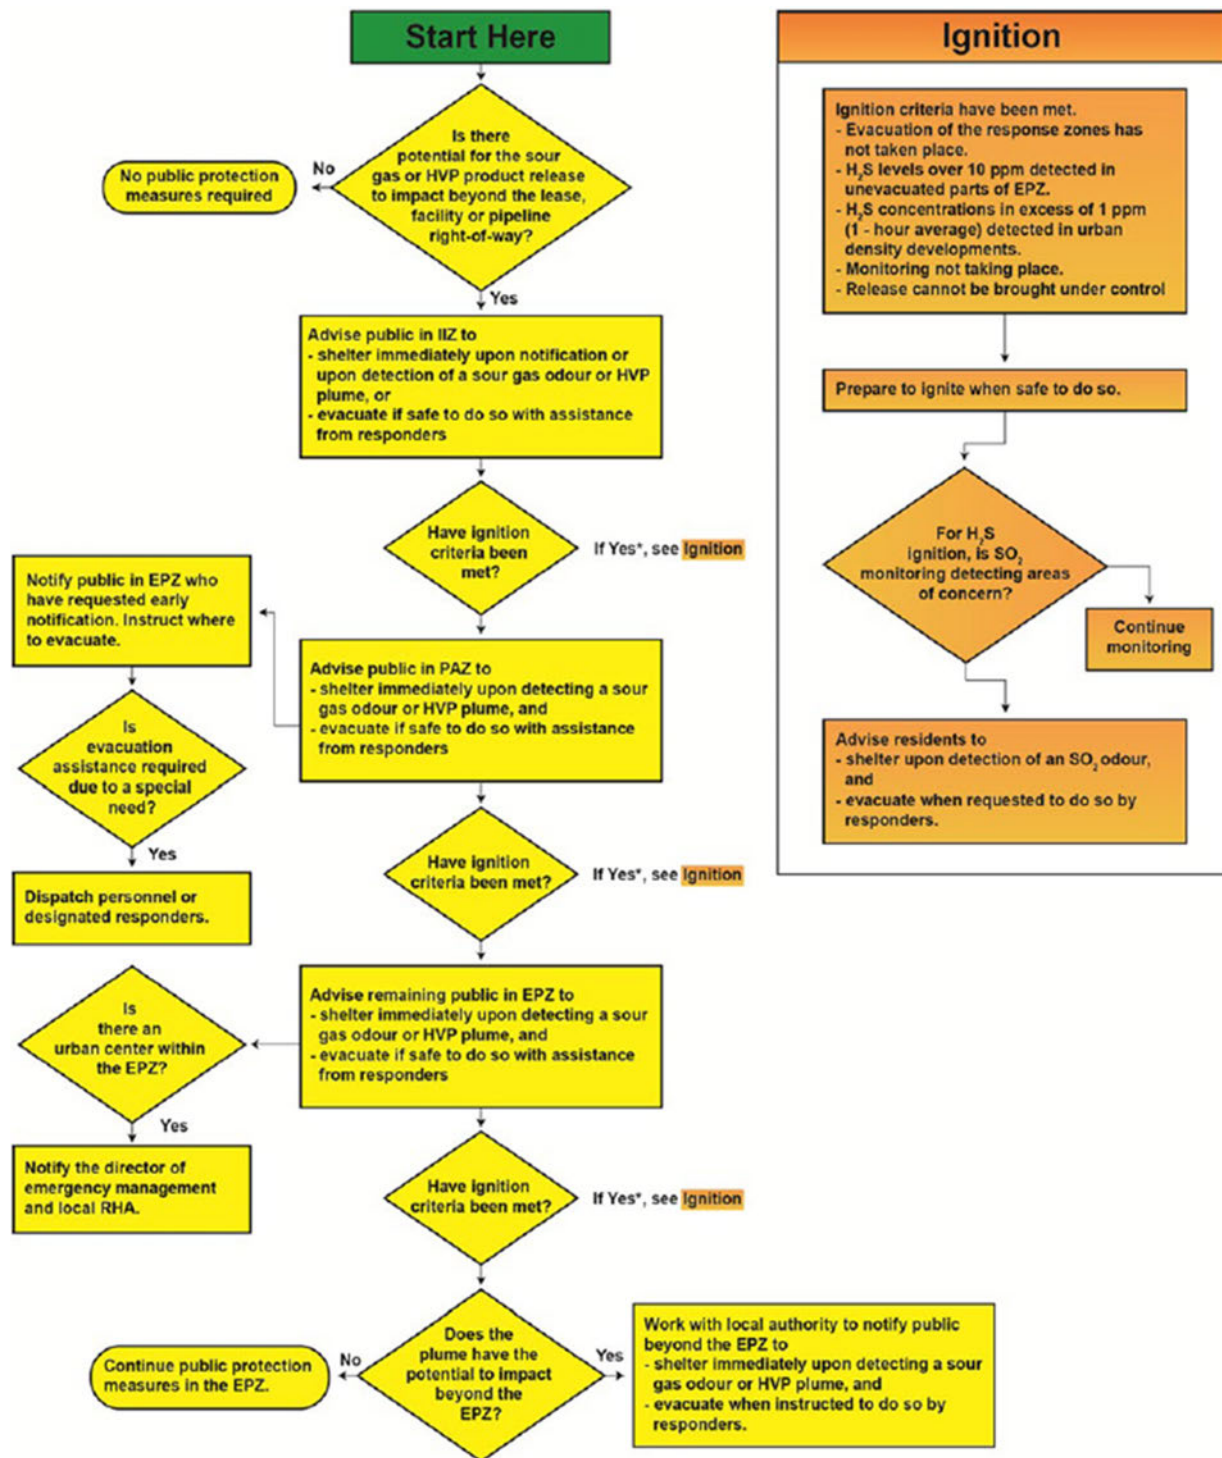 Start Here
Is there
potential for the sour
gas or HVP product release
to impact beyond the lease,
facility or pipeline
right-of-way?
No
No public protection
measures required
Yes
Advise public in IIZ to
- shelter immediately upon notification or
upon detection of a sour gas odour or HVP
plume, or
- evacuate if safe to do so with assistance
from responders
Have ignition
criteria been
met?
If Yes*, see Ignition
Advise public in PAZ to
- shelter immediately upon detecting a sour
gas odour or HVP plume, and
- evacuate if safe to do so with assistance
from responders
Notify public in EPZ who
have requested early
notification. Instruct where
to evacuate.
Is
evacuation
assistance required
due to a special
need?
Yes
Dispatch personnel or
designated responders.
Have ignition
criteria been met?
If Yes*, see Ignition
Advise remaining public in EPZ to
- shelter immediately upon detecting a sour
gas odour or HVP plume, and
- evacuate if safe to do so with assistance
from responders
Is
there an
urban center within
the EPZ?
Yes
Notify the director of
emergency management
and local RHA.
Have ignition
criteria been met?
If Yes*, see Ignition
Does the
plume have the
potential to impact
beyond the
EPZ?
No
Continue public protection
measures in the EPZ.
Yes
Work with local authority to notify public
beyond the EPZ to
- shelter immediately upon detecting a sour
gas odour or HVP plume, and
- evacuate when instructed to do so by
responders.
Ignition
Ignition criteria have been met.
- Evacuation of the response zones has
not taken place.
- H₂S levels over 10 ppm detected in
unevacuated parts of EPZ.
- H₂S concentrations in excess of 1 ppm
(1 - hour average) detected in urban
density developments.
- Monitoring not taking place.
- Release cannot be brought under control
Prepare to ignite when safe to do so.
For H₂S
ignition, is SO₂
monitoring detecting areas
of concern?
Continue
monitoring
Advise residents to
- shelter upon detection of an SO₂ odour,
and
- evacuate when requested to do so by
responders.